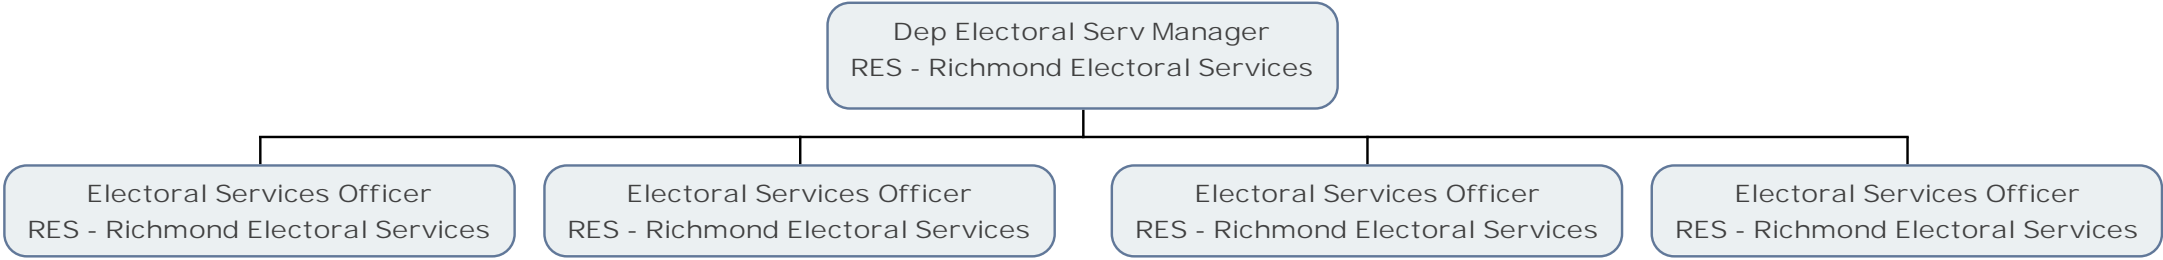 Dep Electoral Serv Manager
RES - Richmond Electoral Services
Electoral Services Officer
RES - Richmond Electoral Services
Electoral Services Officer
RES - Richmond Electoral Services
Electoral Services Officer
RES - Richmond Electoral Services
Electoral Services Officer
RES - Richmond Electoral Services